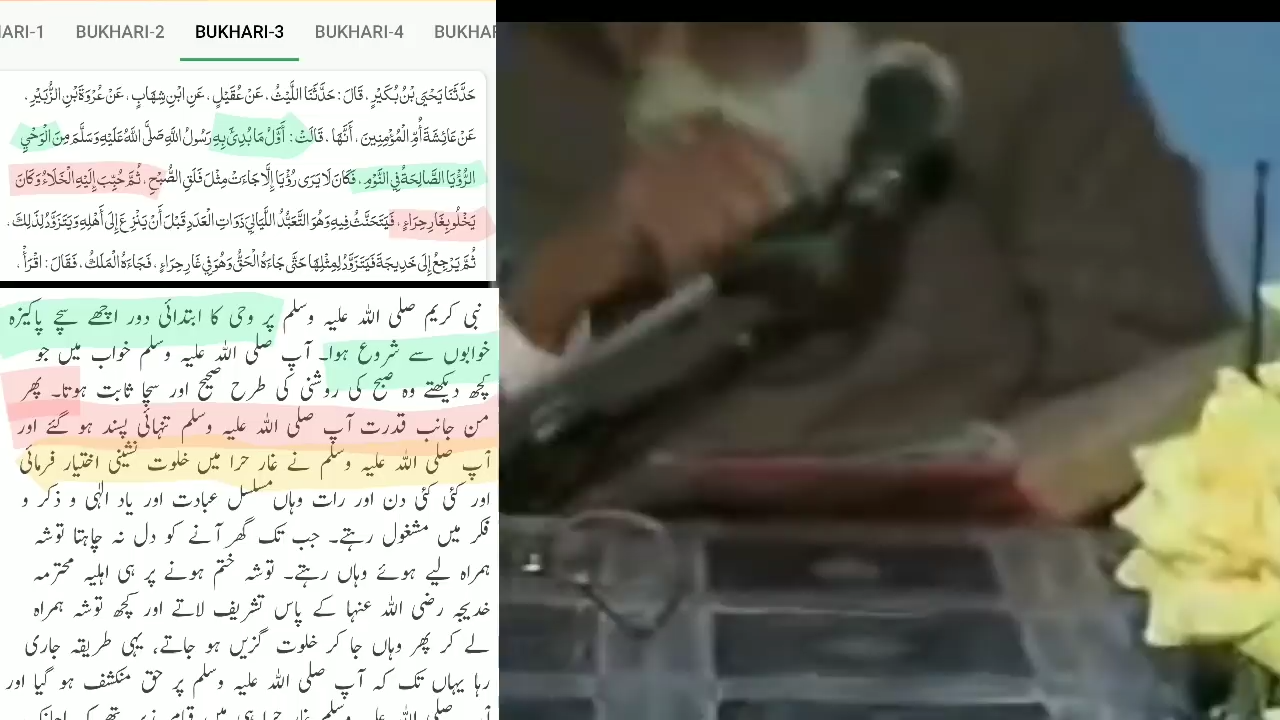 ARI-1 BUKHARI-2 BUKHARI-3 BUKHARI-4 BUKHAR
حَدَّثَنَا يَحْيَى بْنُ بُكَيْرٍ ، قَالَ : حَدَّثَنَا اللَّيْثُ ، عَنْ عُقَيْلٍ ، عَنِ ابْنِ شِهَابٍ ، عَنْ عُرْوَةَ بْنِ الزُّبَيْرِ ،
عَنْ عَائِشَةَ أُمِّ الْمُؤْمِنِينَ ، أَنَّهَا ، قَالَتْ : أَوَّلُ مَا بُدِئَ بِهِ رَسُولُ اللَّهِ صَلَّى اللَّهُ عَلَيْهِ وَسَلَّمَ مِنَ الْوَحْيِ
الرُّؤْيَا الصَّالِحَةُ فِي النَّوْمِ ، فَكَانَ لَا يَرَى رُؤْيَا إِلَّا جَاءَتْ مِثْلَ فَلَقِ الصُّبْحِ ، ثُمَّ حُبِّبَ إِلَيْهِ الْخَلَاءُ وَكَانَ
يَخْلُو بِغَارِ حِرَاءٍ ، فَيَتَحَنَّثُ فِيهِ وَهُوَ التَّعَبُّدُ اللَّيَالِيَ ذَوَاتِ الْعَدَدِ قَبْلَ أَنْ يَنْزِعَ إِلَى أَهْلِهِ وَيَتَزَوَّدُ لِذَلِكَ ،
ثُمَّ يَرْجِعُ إِلَى خَدِيجَةَ فَيَتَزَوَّدُ لِمِثْلِهَا حَتَّى جَاءَهُ الْحَقُّ وَهُوَ فِي غَارِ حِرَاءٍ ، فَجَاءَهُ الْمَلَكُ ، فَقَالَ : اقْرَأْ ،
نبی کریم صلی اللہ علیہ وسلم پر وحی کا ابتدائی دور اچھے سچے پاکیزہ
خوابوں سے شروع ہوا۔ آپ صلی اللہ علیہ وسلم خواب میں جو
کچھ دیکھتے وہ صبح کی روشنی کی طرح صحیح اور سچا ثابت ہوتا۔ پھر
من جانب قدرت آپ صلی اللہ علیہ وسلم تنہائی پسند ہو گئے اور
آپ صلی اللہ علیہ وسلم نے غار حرا میں خلوت نشینی اختیار فرمائی
اور کئی کئی دن اور رات وہاں مسلسل عبادت اور یاد الٰہی و ذکر و
فکر میں مشغول رہتے۔ جب تک گھر آنے کو دل نہ چاہتا توشہ
ہمراہ لیے ہوئے وہاں رہتے۔ توشہ ختم ہونے پر ہی اہلیہ محترمہ
خدیجہ رضی اللہ عنہا کے پاس تشریف لاتے اور کچھ توشہ ہمراہ
لے کر پھر وہاں جا کر خلوت گزیں ہو جاتے، یہی طریقہ جاری
رہا یہاں تک کہ آپ صلی اللہ علیہ وسلم پر حق منکشف ہو گیا اور